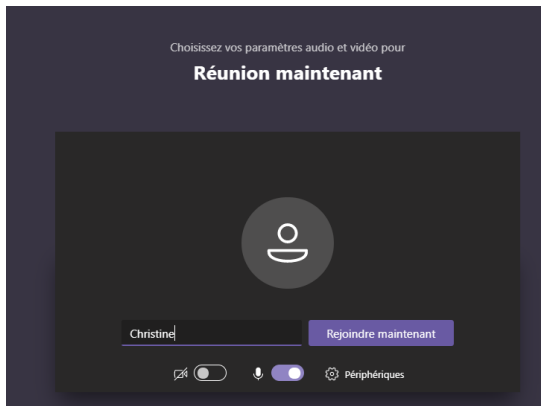 Choisissez vos paramètres audio et vidéo pour
Réunion maintenant
Christine
Rejoindre maintenant
Périphériques